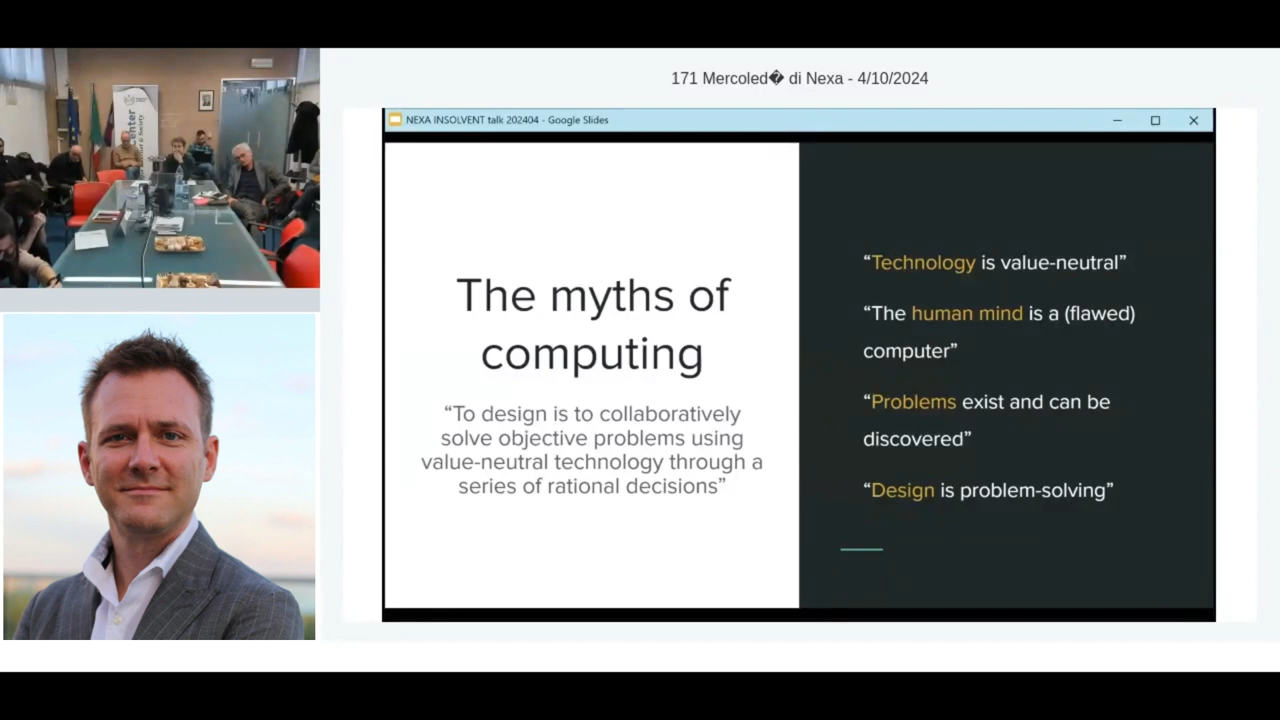 171 Mercoled� di Nexa - 4/10/2024
NEXA INSOLVENT talk 202404 - Google Slides
The myths of
computing
“To design is to collaboratively
solve objective problems using
value-neutral technology through a
series of rational decisions”
“Technology is value-neutral”
“The human mind is a (flawed)
computer”
“Problems exist and can be
discovered”
“Design is problem-solving”